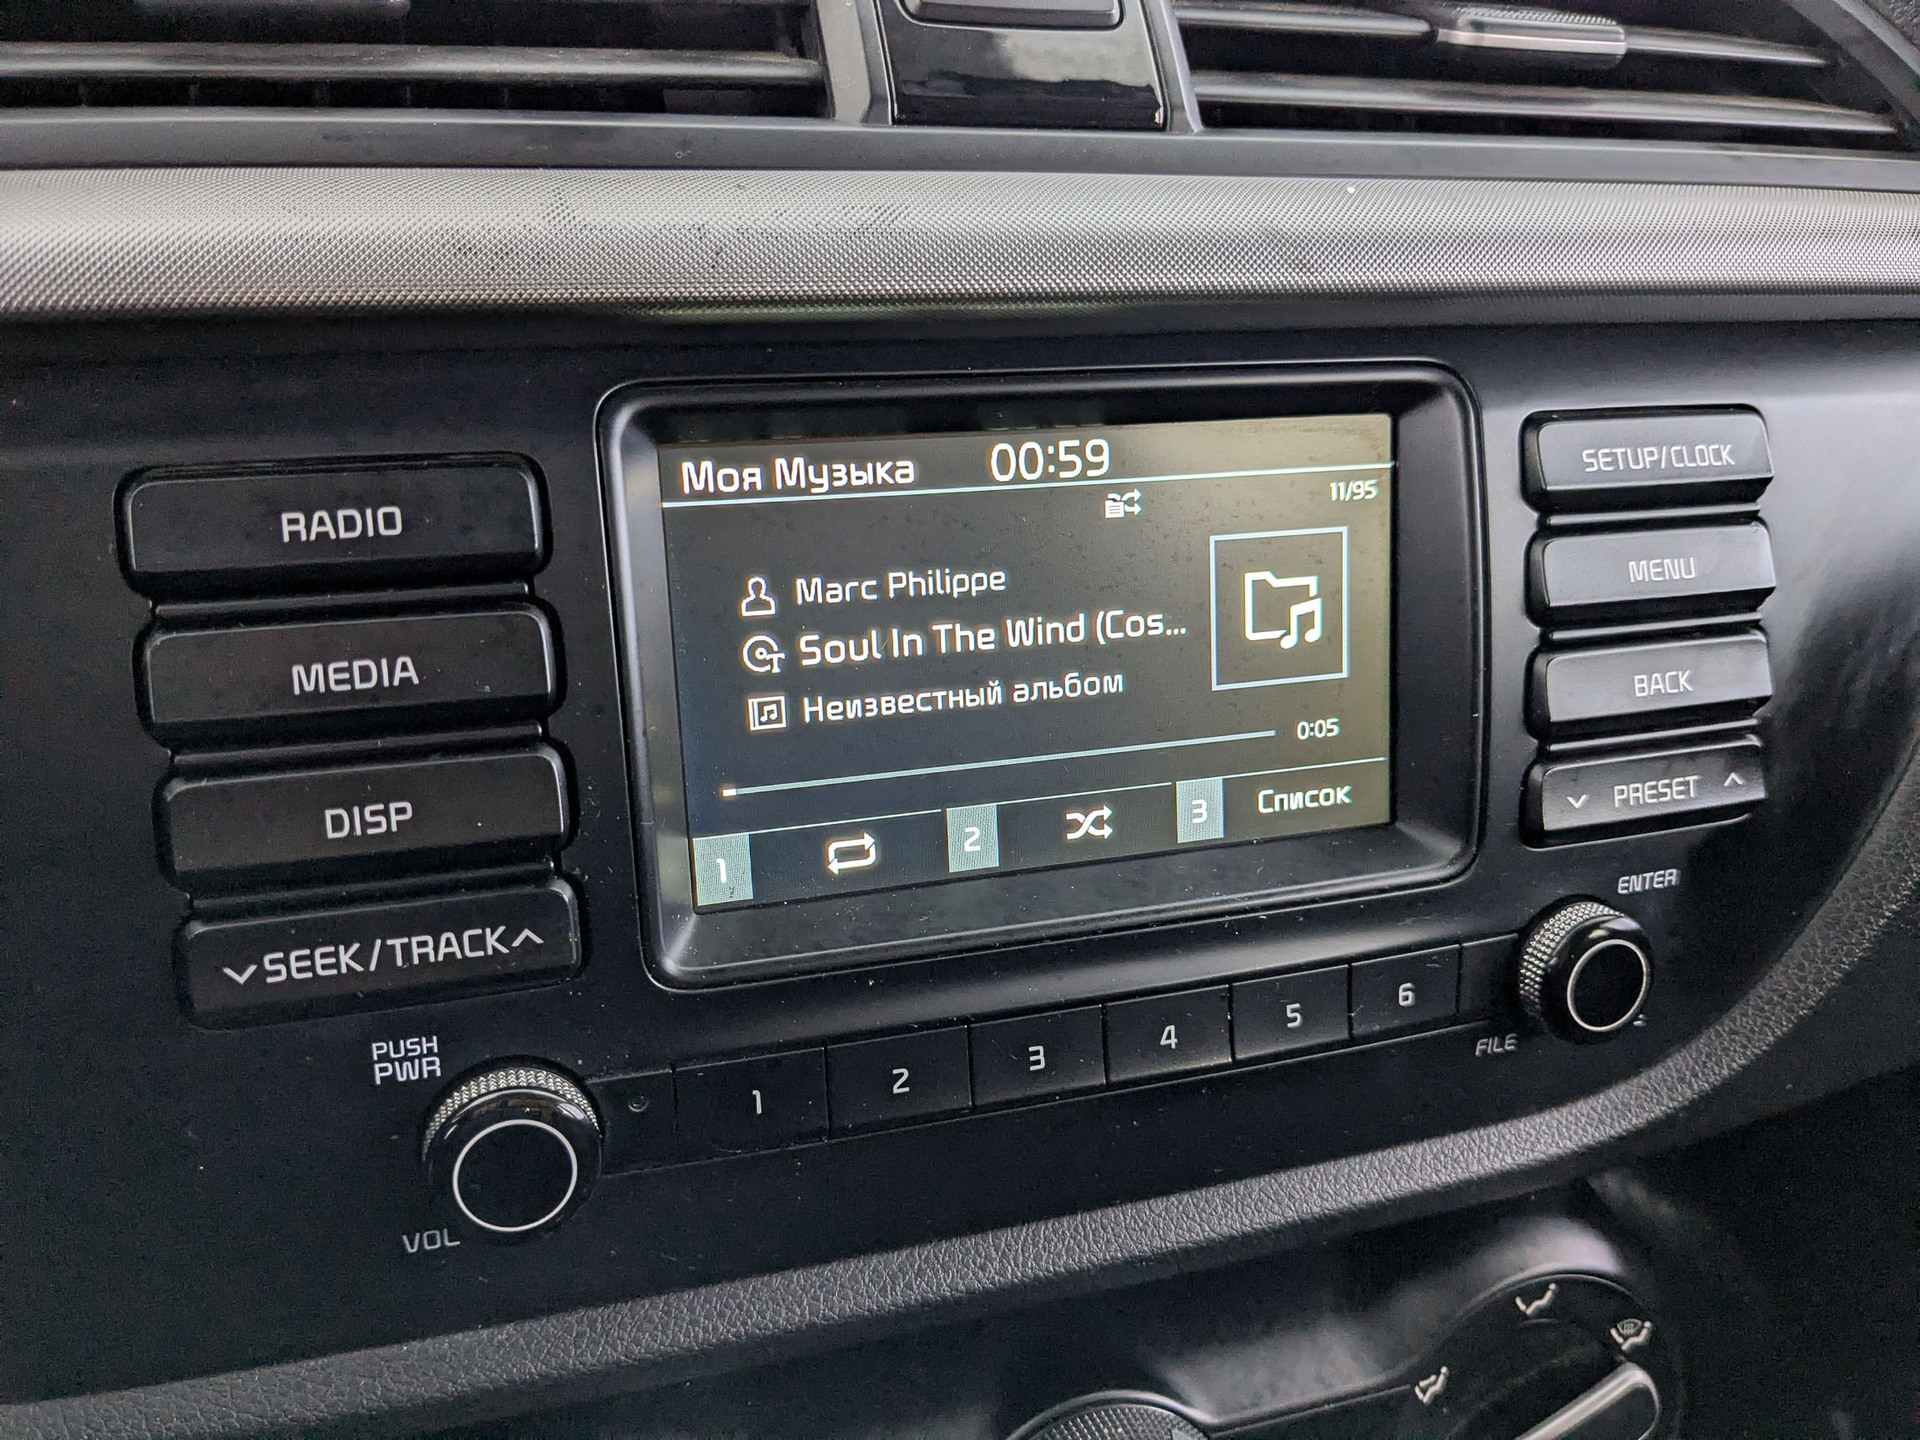 Моя Музыка 00:59
11/95
Marc Philippe
Soul In The Wind (Cos...
Неизвестный альбом
0:05
1 2 3 Список
RADIO
MEDIA
DISP
SEEK/TRACK
SETUP/CLOCK
MENU
BACK
PRESET
ENTER
FILE
PUSH
PWR
VOL
1 2 3 4 5 6